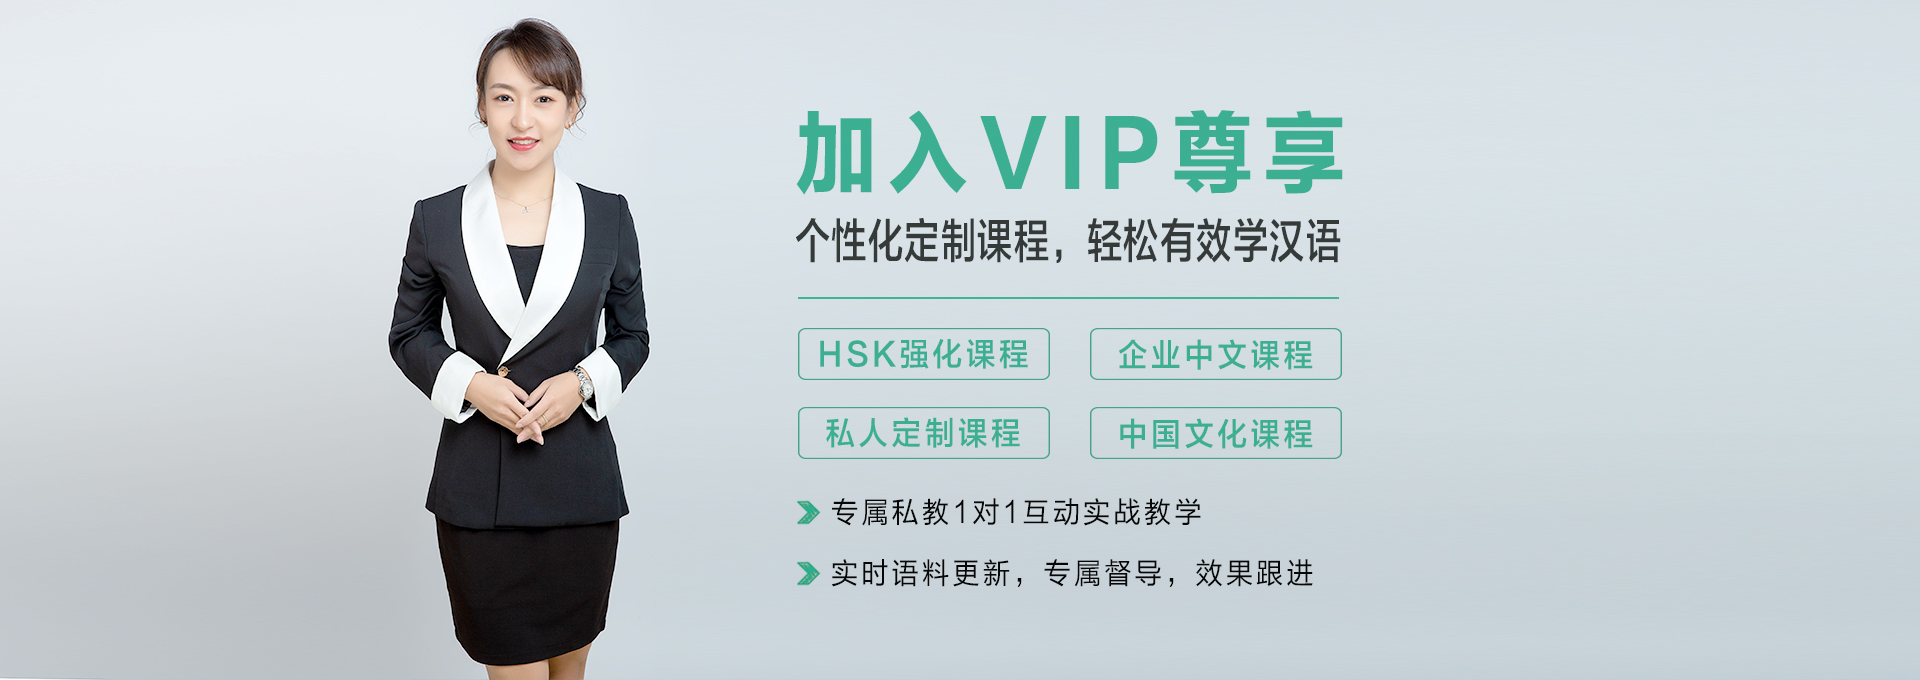 加入VIP尊享
个性化定制课程，轻松有效学汉语
HSK强化课程
企业中文课程
私人定制课程
中国文化课程
专属私教1对1互动实战教学
实时语料更新，专属督导，效果跟进